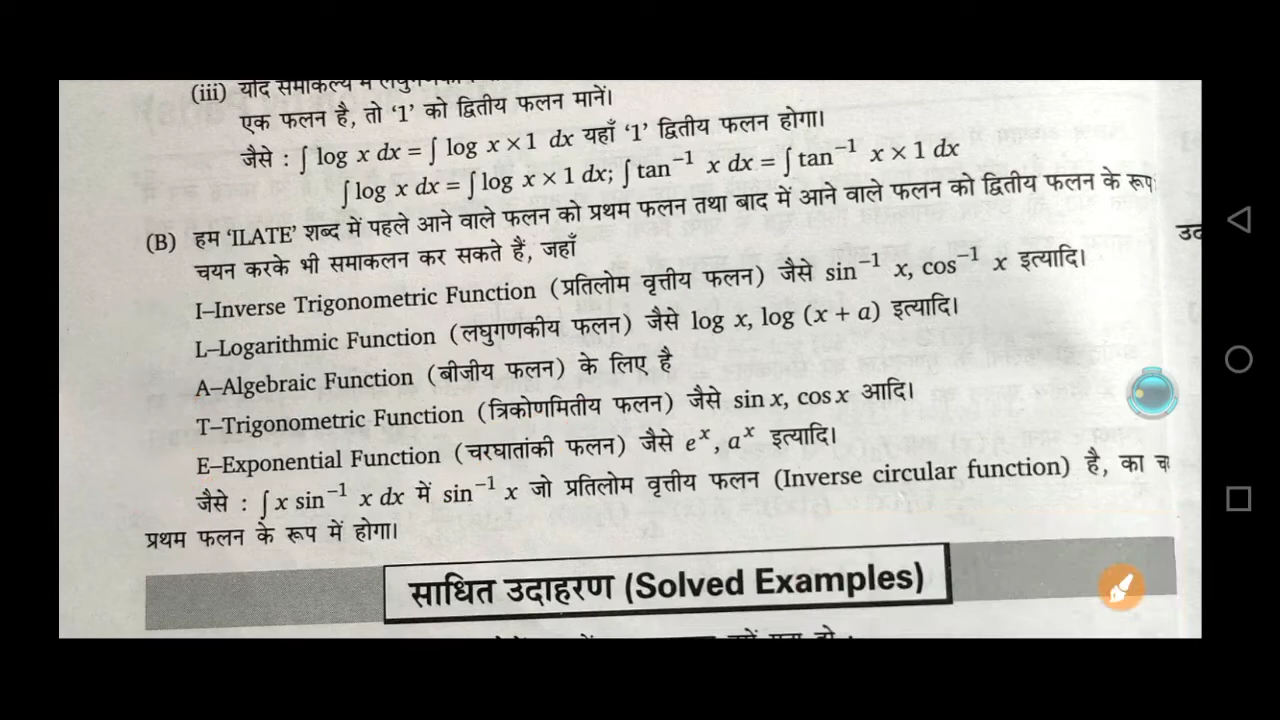 (iii) यदि समाकल्य में
एक फलन है, तो ‘1’ को द्वितीय फलन मानें।
जैसे : ∫ log x dx = ∫ log x × 1 dx यहाँ ‘1’ द्वितीय फलन होगा।
∫ log x dx = ∫ log x × 1 dx; ∫ tan⁻¹ x dx = ∫ tan⁻¹ x × 1 dx
(B) हम ‘ILATE’ शब्द में पहले आने वाले फलन को प्रथम फलन तथा बाद में आने वाले फलन को द्वितीय फलन के रूप
चयन करके भी समाकलन कर सकते हैं, जहाँ
I–Inverse Trigonometric Function (प्रतिलोम वृत्तीय फलन) जैसे sin⁻¹ x, cos⁻¹ x इत्यादि।
L–Logarithmic Function (लघुगणकीय फलन) जैसे log x, log (x + a) इत्यादि।
A–Algebraic Function (बीजीय फलन) के लिए है
T–Trigonometric Function (त्रिकोणमितीय फलन) जैसे sin x, cos x आदि।
E–Exponential Function (चरघातांकी फलन) जैसे eˣ, aˣ इत्यादि।
जैसे : ∫ x sin⁻¹ x dx में sin⁻¹ x जो प्रतिलोम वृत्तीय फलन (Inverse circular function) है, का
प्रथम फलन के रूप में होगा।
साधित उदाहरण (Solved Examples)